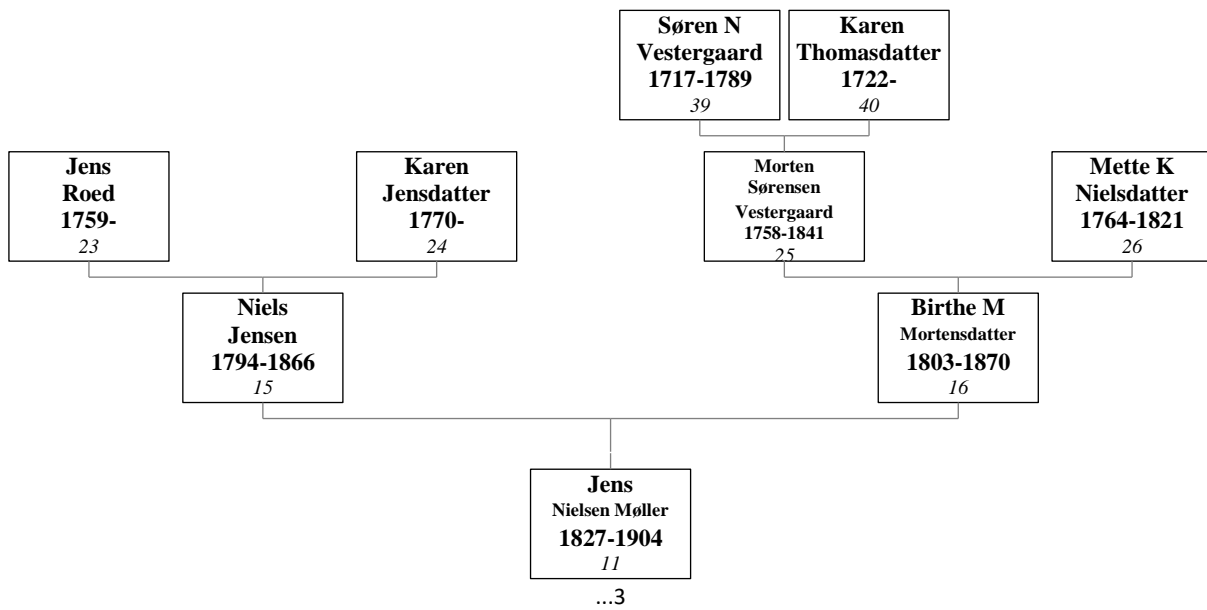 Søren N
Vestergaard
1717-1789
39
Karen
Thomasdatter
1722-
40
Jens
Roed
1759-
23
Karen
Jensdatter
1770-
24
Morten
Sørensen
Vestergaard
1758-1841
25
Mette K
Nielsdatter
1764-1821
26
Niels
Jensen
1794-1866
15
Birthe M
Mortensdatter
1803-1870
16
Jens
Nielsen Møller
1827-1904
11
...3